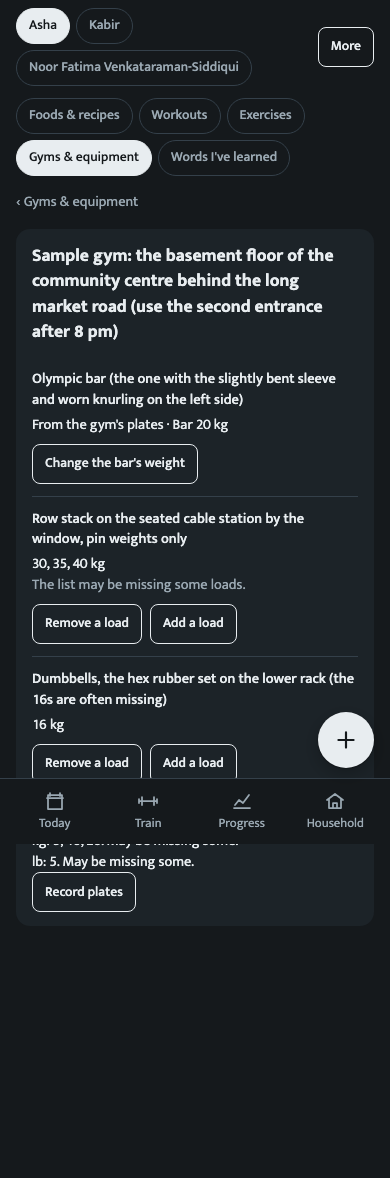 Asha
Kabir
More
Noor Fatima Venkataraman-Siddiqui
Foods & recipes
Workouts
Exercises
Gyms & equipment
Words I've learned
‹ Gyms & equipment
Sample gym: the basement floor of the
community centre behind the long
market road (use the second entrance
after 8 pm)
Olympic bar (the one with the slightly bent sleeve
and worn knurling on the left side)
From the gym's plates · Bar 20 kg
Change the bar's weight
Row stack on the seated cable station by the
window, pin weights only
30, 35, 40 kg
The list may be missing some loads.
Remove a load
Add a load
Dumbbells, the hex rubber set on the lower rack (the
16s are often missing)
16 kg
Remove a load
Add a load
Today
Train
Progress
Household
lb: 5. May be missing some.
Record plates